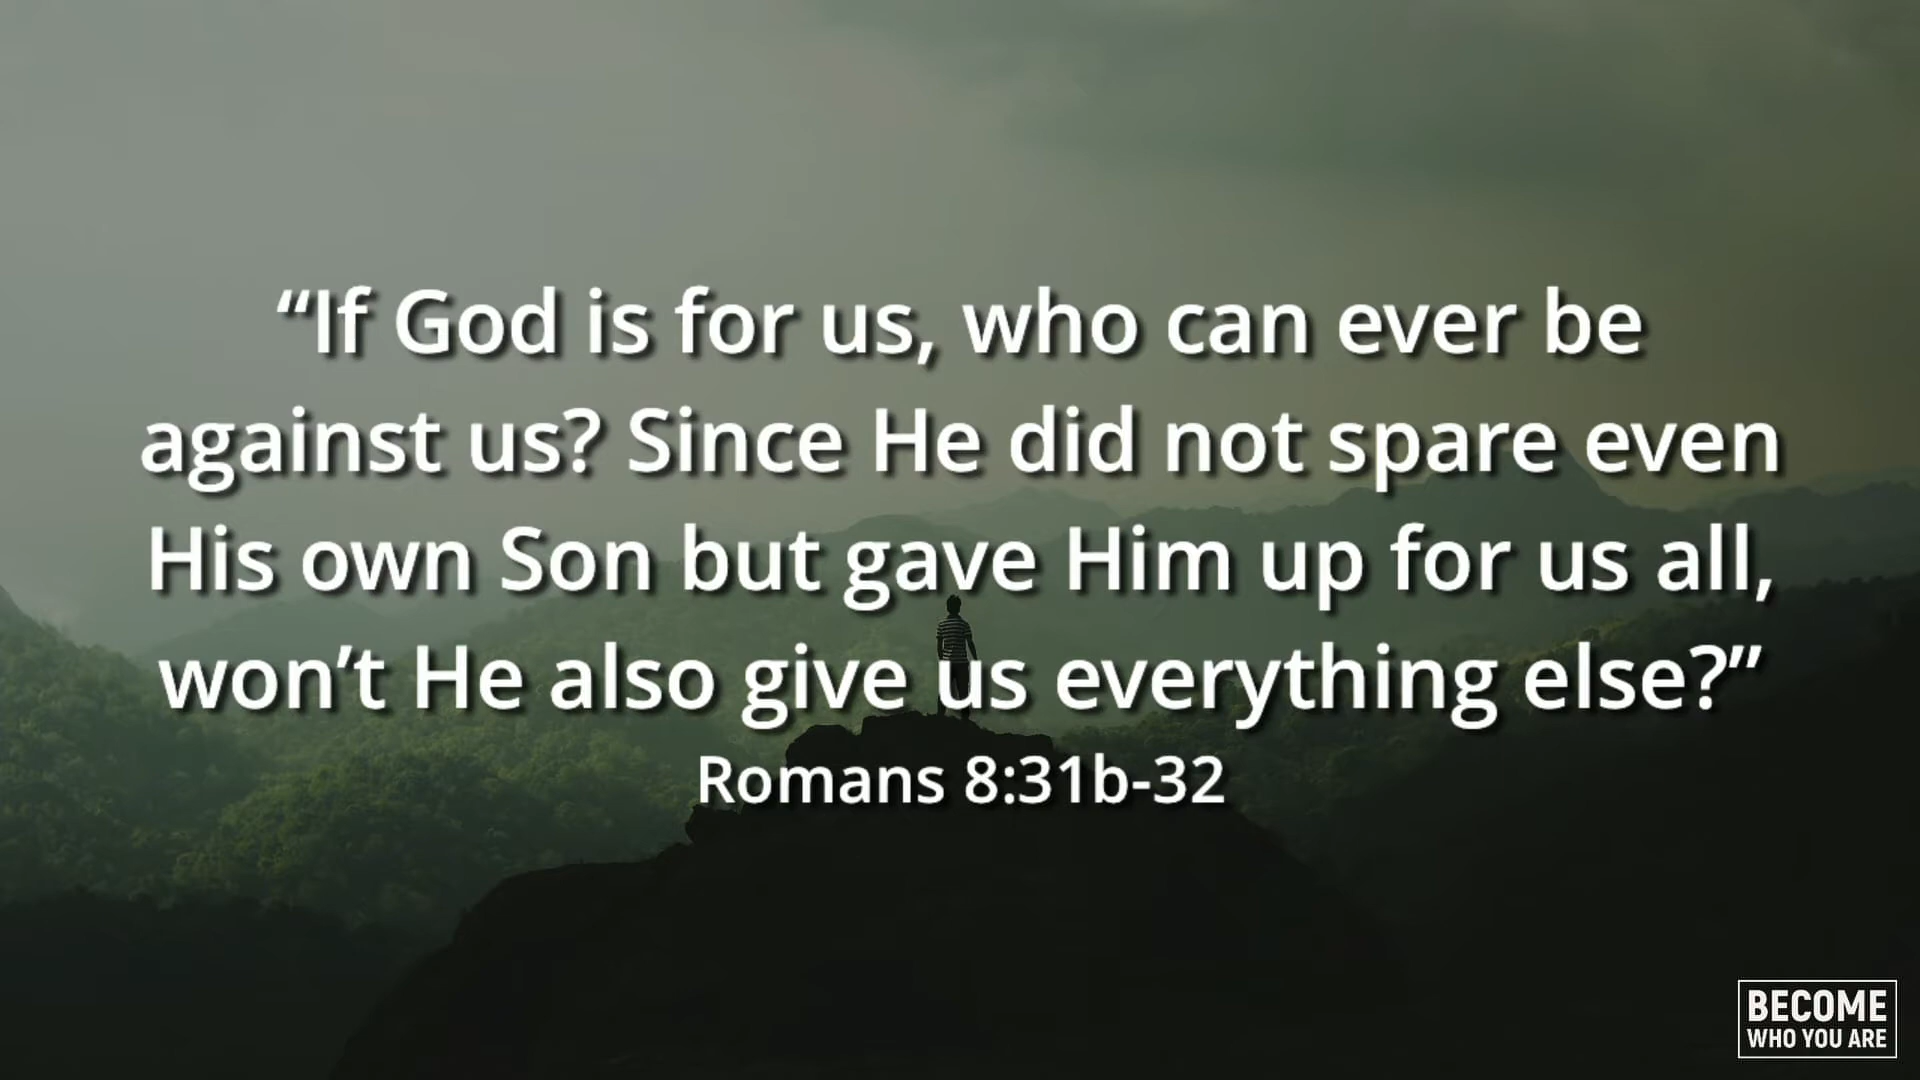 “If God is for us, who can ever be
against us? Since He did not spare even
His own Son but gave Him up for us all,
won’t He also give us everything else?”
Romans 8:31b-32
BECOME
WHO YOU ARE